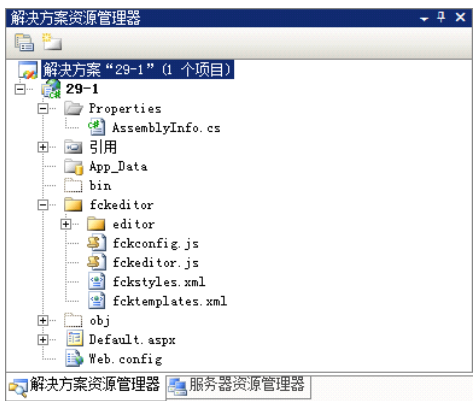 解决方案资源管理器
解决方案“29-1”(1 个项目)
29-1
Properties
AssemblyInfo.cs
引用
App_Data
bin
fckeditor
editor
fckconfig.js
fckeditor.js
fckstyles.xml
fcktemplates.xml
obj
Default.aspx
Web.config
解决方案资源管理器 服务器资源管理器